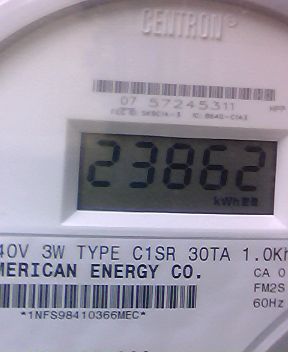 CENTRON®
07 57245311
23862
kWh
40V 3W TYPE C1SR 30TA 1.0Kh
MERICAN ENERGY CO.
CA 0
FM2S
60Hz
*1NFS98410366MEC*